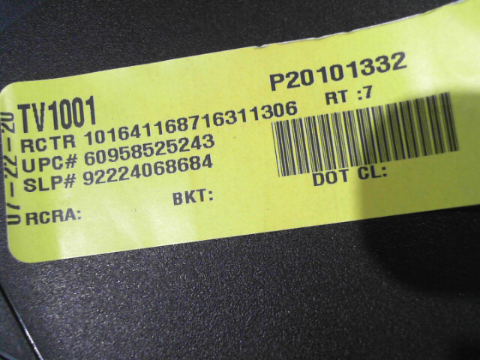 P20101332
TV1001
RT :7
RCTR 101641168716311306
UPC# 60958525243
SLP# 92224068684
DOT CL:
BKT:
RCRA:
07-22-20